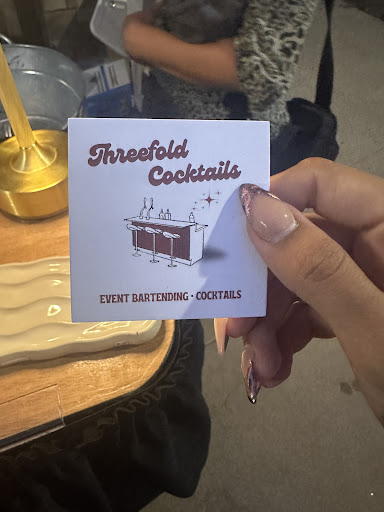 Threefold
Cocktails
EVENT BARTENDING • COCKTAILS